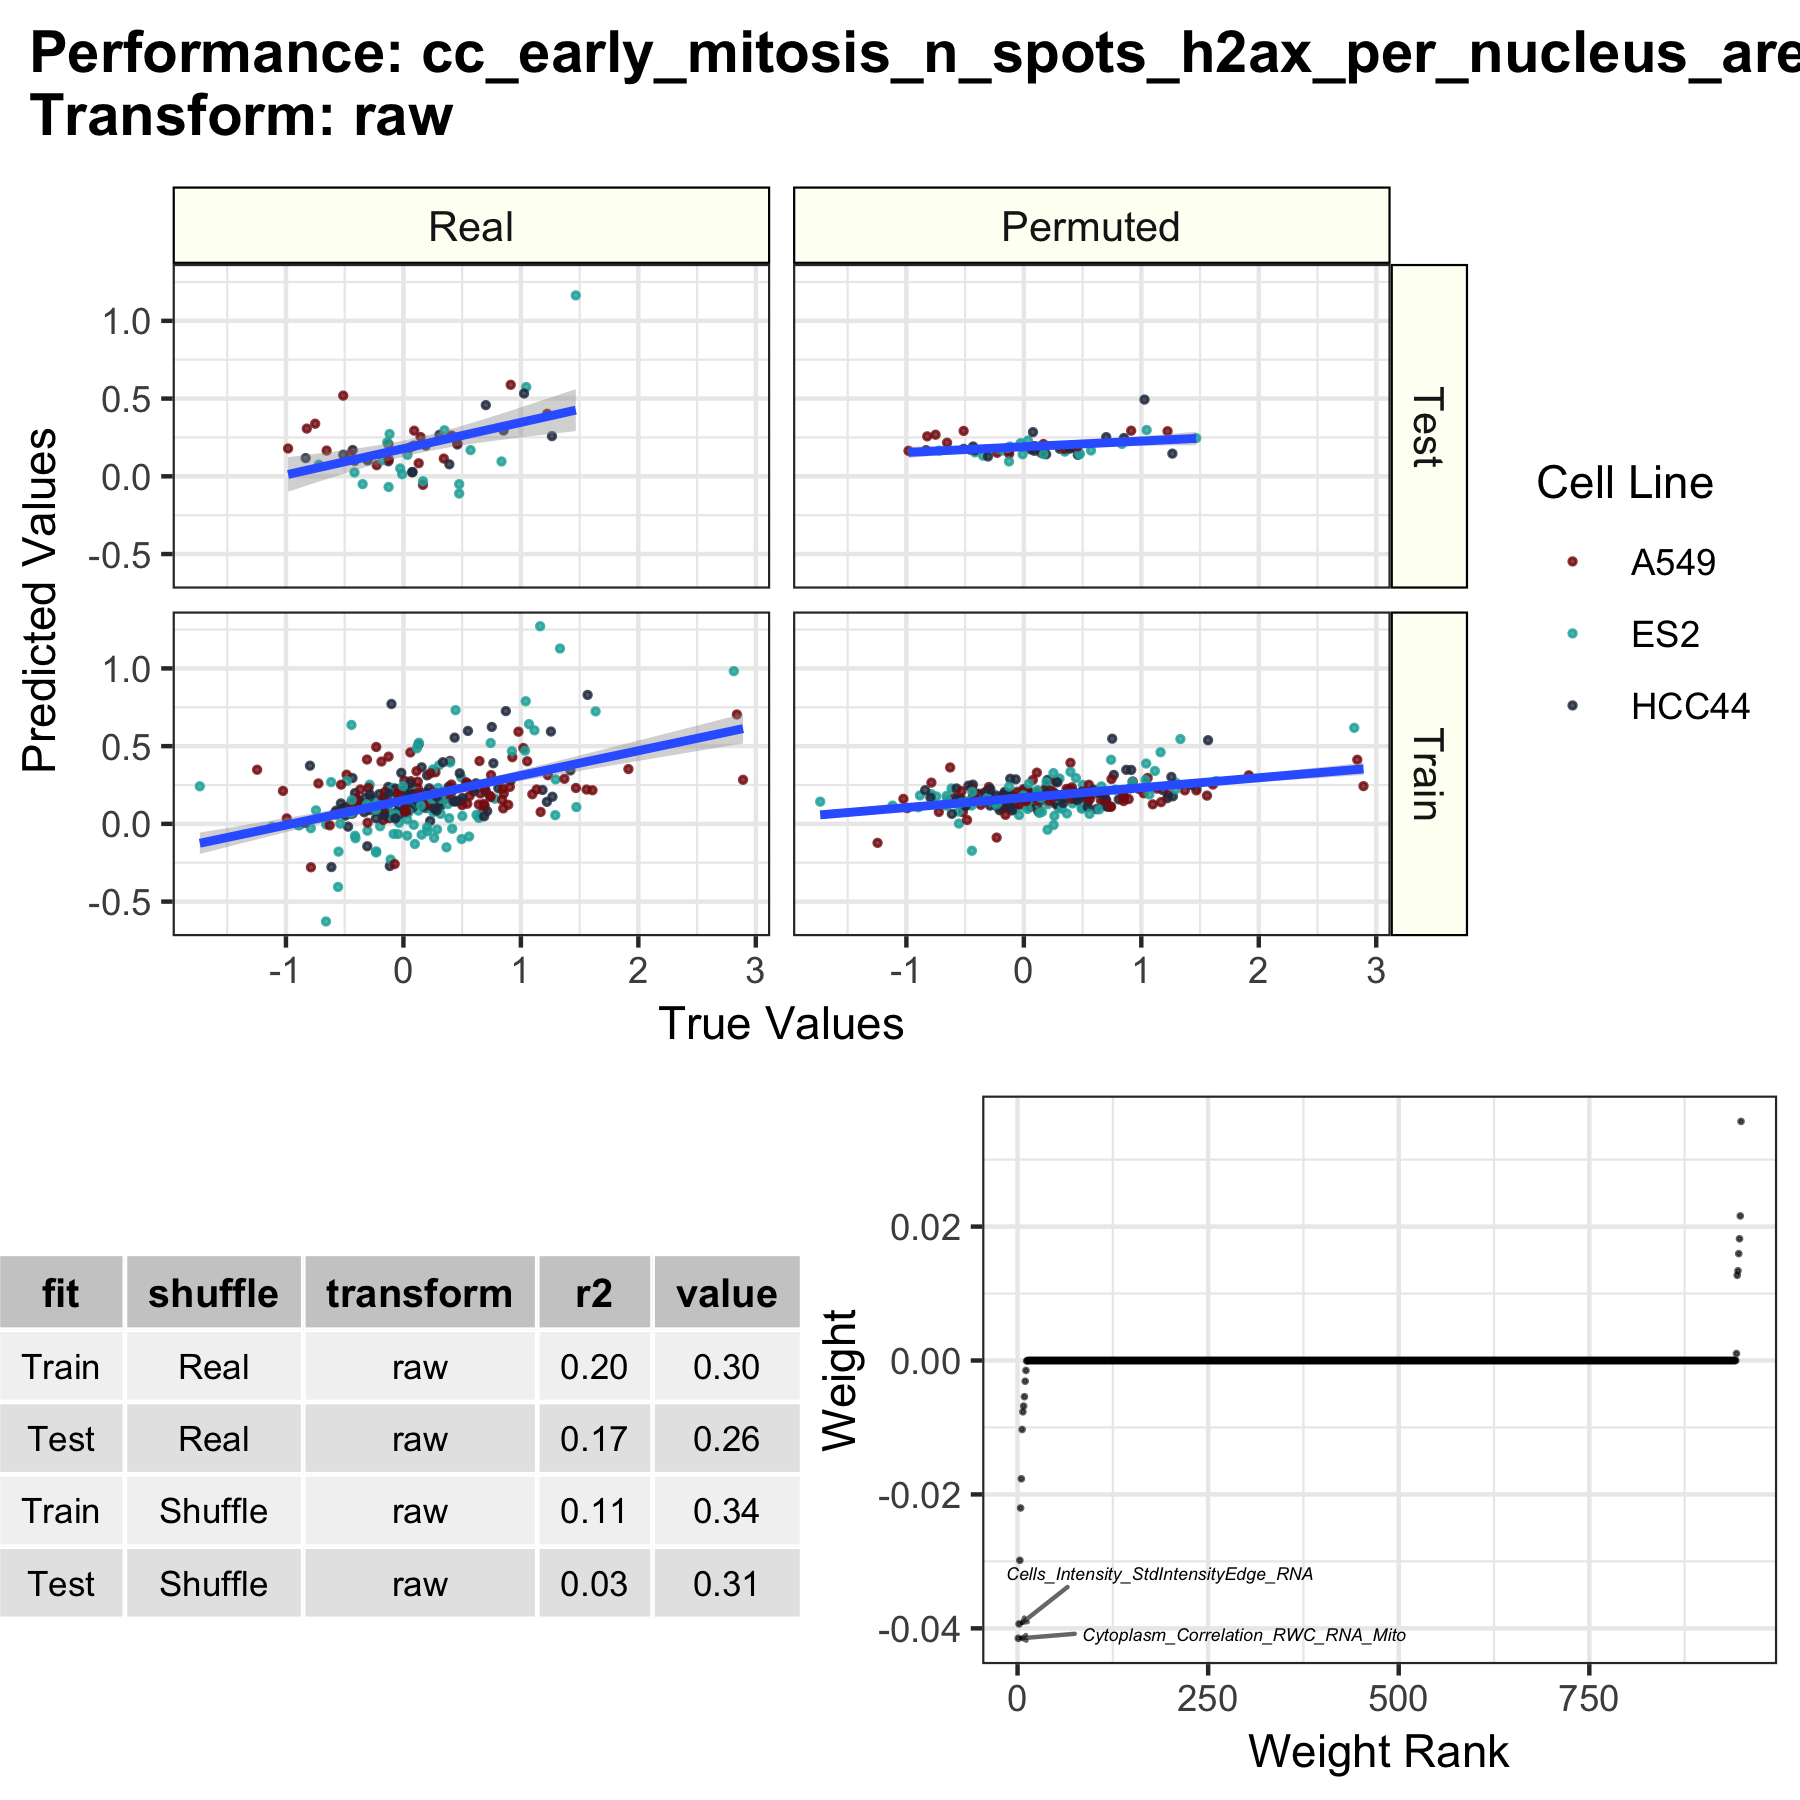 Performance: cc_early_mitosis_n_spots_h2ax_per_nucleus_are
Transform: raw
Real
Permuted
1.0
0.5
0.0
-0.5
Test
1.0
0.5
0.0
-0.5
Train
Predicted Values
-1 0 1 2 3
-1 0 1 2 3
True Values
Cell Line
A549
ES2
HCC44
fit shuffle transform r2 value
Train Real raw 0.20 0.30
Test Real raw 0.17 0.26
Train Shuffle raw 0.11 0.34
Test Shuffle raw 0.03 0.31
Weight
0.02
0.00
-0.02
-0.04
Cells_Intensity_StdIntensityEdge_RNA
Cytoplasm_Correlation_RWC_RNA_Mito
0 250 500 750
Weight Rank